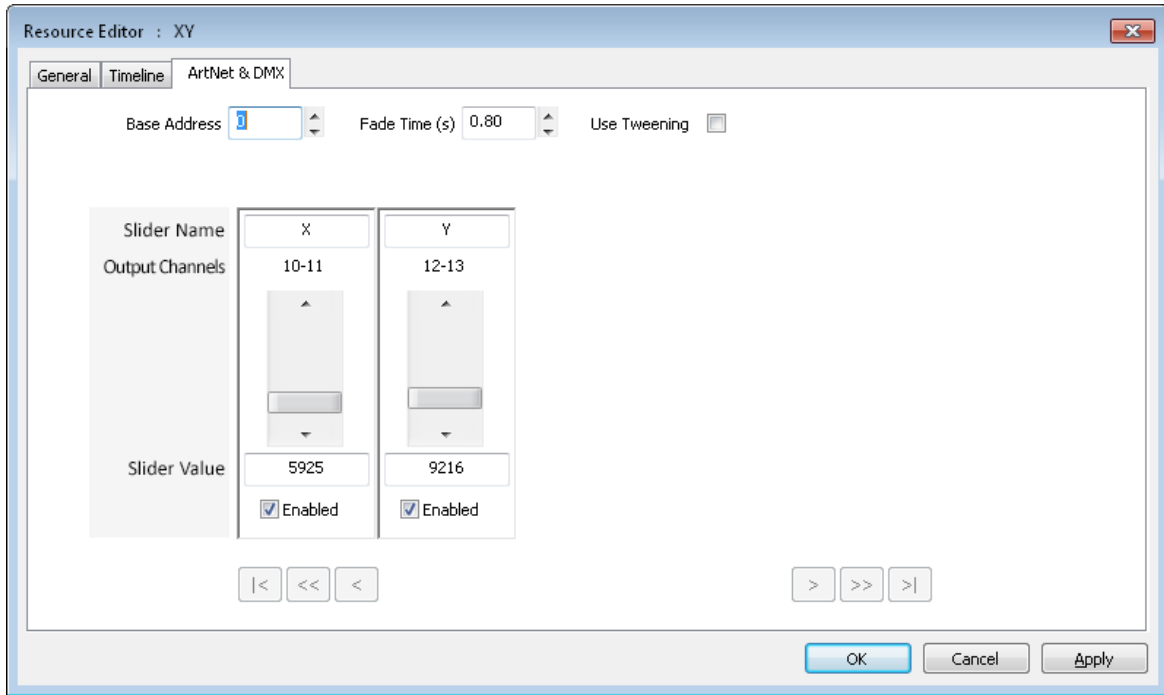 Resource Editor : XY
General Timeline ArtNet & DMX
Base Address 0 Fade Time (s) 0.80 Use Tweening
Slider Name X Y
Output Channels 10-11 12-13
Slider Value 5925 9216
Enabled Enabled
|< << < > >> >|
OK Cancel Apply